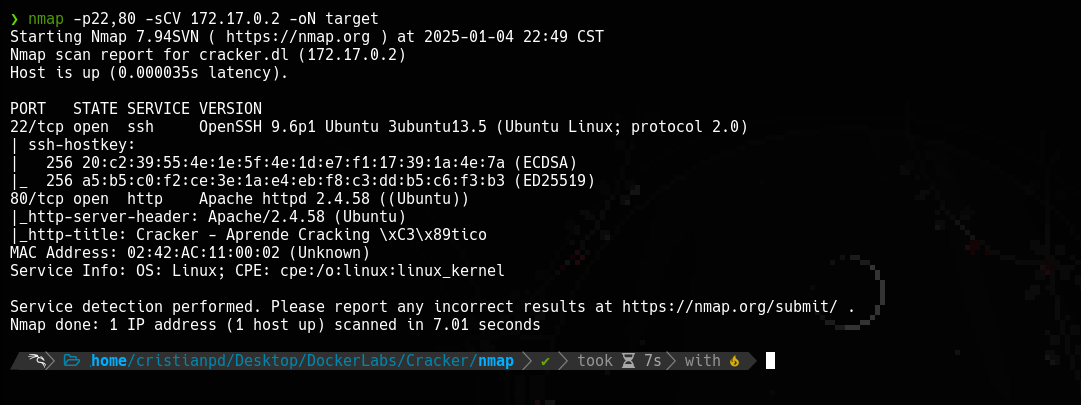 ❯ nmap -p22,80 -sCV 172.17.0.2 -oN target
Starting Nmap 7.94SVN ( https://nmap.org ) at 2025-01-04 22:49 CST
Nmap scan report for cracker.dl (172.17.0.2)
Host is up (0.000035s latency).
PORT   STATE SERVICE VERSION
22/tcp open  ssh     OpenSSH 9.6p1 Ubuntu 3ubuntu13.5 (Ubuntu Linux; protocol 2.0)
| ssh-hostkey:
|   256 20:c2:39:55:4e:1e:5f:4e:1d:e7:f1:17:39:1a:4e:7a (ECDSA)
|_  256 a5:b5:c0:f2:ce:3e:1a:e4:eb:f8:c3:dd:b5:c6:f3:b3 (ED25519)
80/tcp open  http    Apache httpd 2.4.58 ((Ubuntu))
|_http-server-header: Apache/2.4.58 (Ubuntu)
|_http-title: Cracker - Aprende Cracking \xC3\x89tico
MAC Address: 02:42:AC:11:00:02 (Unknown)
Service Info: OS: Linux; CPE: cpe:/o:linux:linux_kernel
Service detection performed. Please report any incorrect results at https://nmap.org/submit/ .
Nmap done: 1 IP address (1 host up) scanned in 7.01 seconds
home/cristianpd/Desktop/DockerLabs/Cracker/nmap ✔ took 7s with